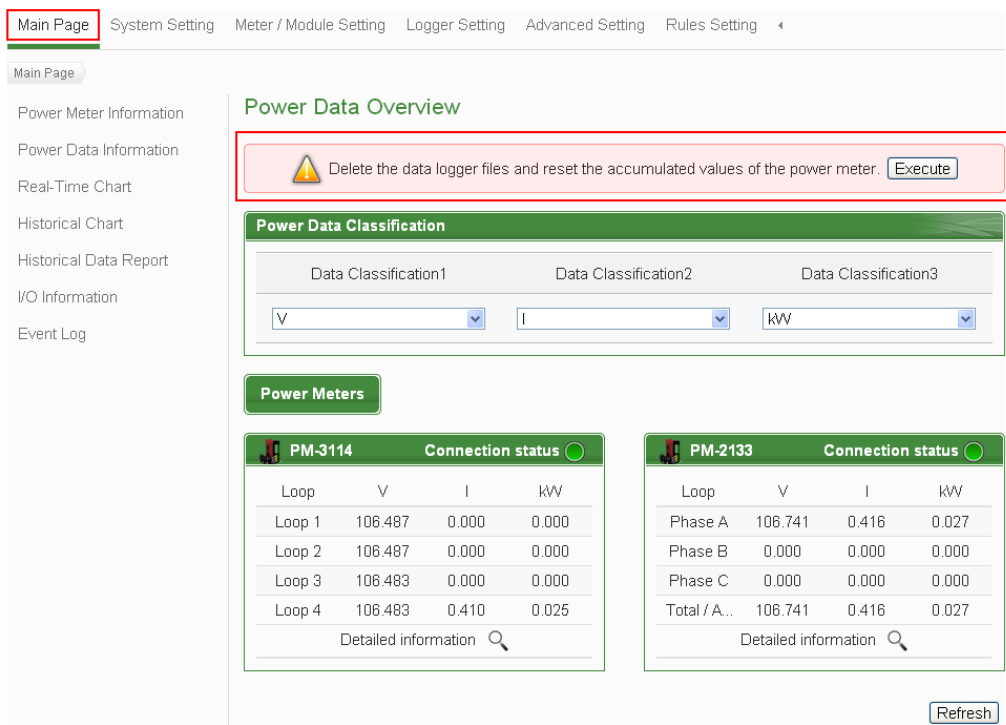 Main Page System Setting Meter / Module Setting Logger Setting Advanced Setting Rules Setting
Main Page
Power Meter Information
Power Data Information
Real-Time Chart
Historical Chart
Historical Data Report
I/O Information
Event Log
Power Data Overview
Delete the data logger files and reset the accumulated values of the power meter. Execute
Power Data Classification
Data Classification1 Data Classification2 Data Classification3
V I kW
Power Meters
PM-3114 Connection status
Loop V I kW
Loop 1 106.487 0.000 0.000
Loop 2 106.487 0.000 0.000
Loop 3 106.483 0.000 0.000
Loop 4 106.483 0.410 0.025
Detailed information
PM-2133 Connection status
Loop V I kW
Phase A 106.741 0.416 0.027
Phase B 0.000 0.000 0.000
Phase C 0.000 0.000 0.000
Total / A... 106.741 0.416 0.027
Detailed information
Refresh